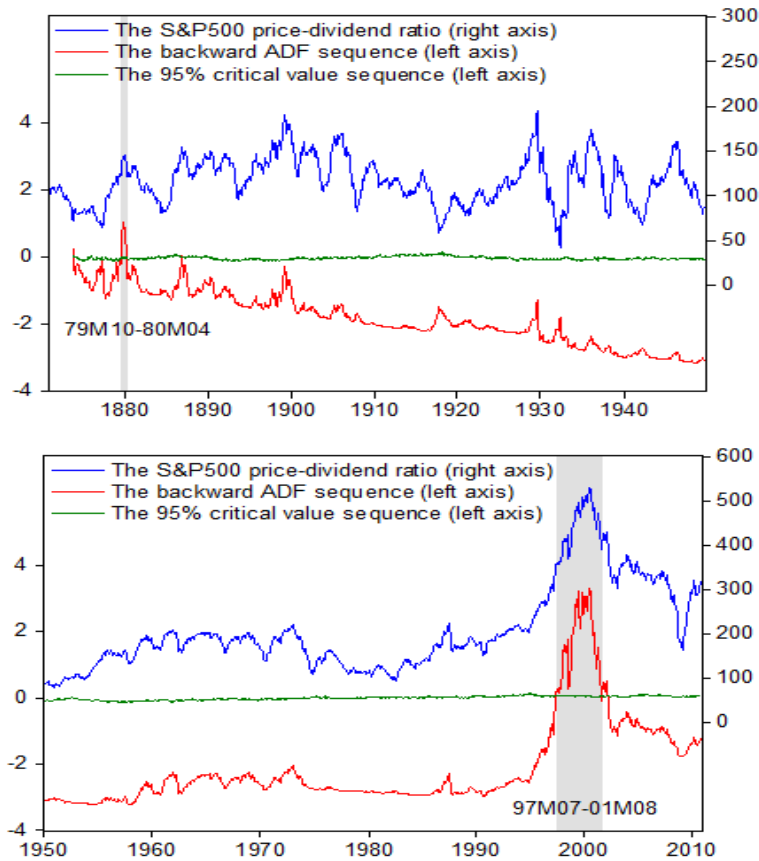 The S&P500 price-dividend ratio (right axis)
The backward ADF sequence (left axis)
The 95% critical value sequence (left axis)
300
250
200
150
100
50
0
4
2
0
-2
-4
79M10-80M04
1880 1890 1900 1910 1920 1930 1940
The S&P500 price-dividend ratio (right axis)
The backward ADF sequence (left axis)
The 95% critical value sequence (left axis)
600
500
400
300
200
100
0
4
2
0
-2
-4
97M07-01M08
1950 1960 1970 1980 1990 2000 2010